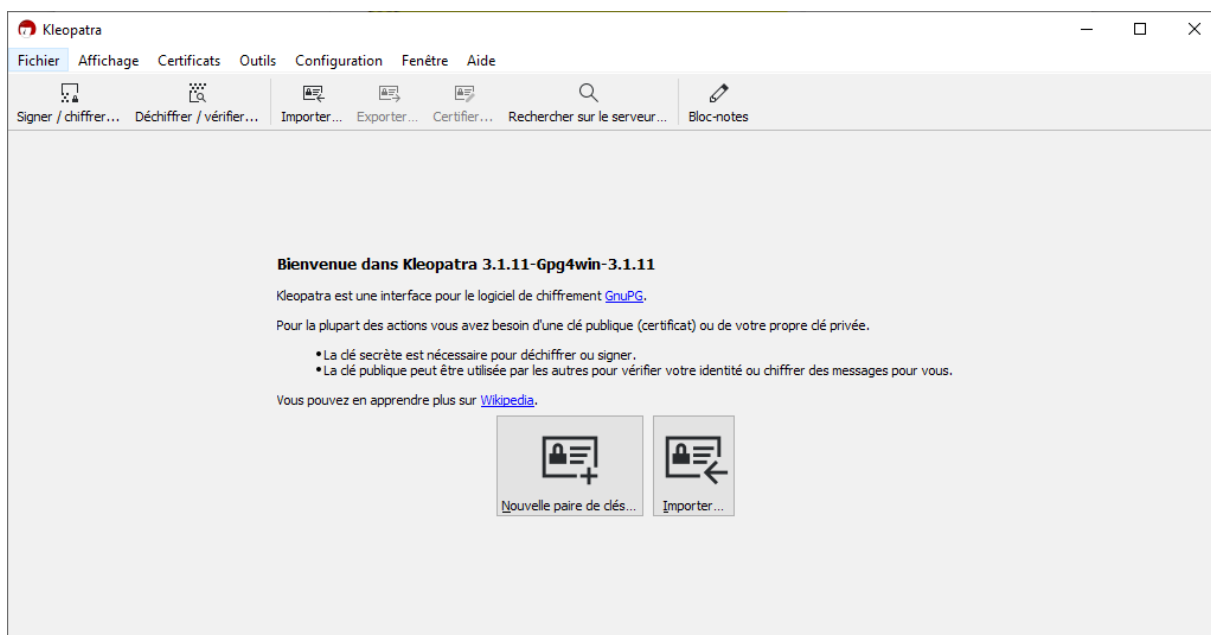 Kleopatra
Fichier Affichage Certificats Outils Configuration Fenêtre Aide
Signer / chiffrer... Déchiffrer / vérifier... Importer... Exporter... Certifier... Rechercher sur le serveur... Bloc-notes
Bienvenue dans Kleopatra 3.1.11-Gpg4win-3.1.11
Kleopatra est une interface pour le logiciel de chiffrement GnuPG.
Pour la plupart des actions vous avez besoin d'une clé publique (certificat) ou de votre propre clé privée.
•La clé secrète est nécessaire pour déchiffrer ou signer.
•La clé publique peut être utilisée par les autres pour vérifier votre identité ou chiffrer des messages pour vous.
Vous pouvez en apprendre plus sur Wikipedia.
Nouvelle paire de clés... Importer...